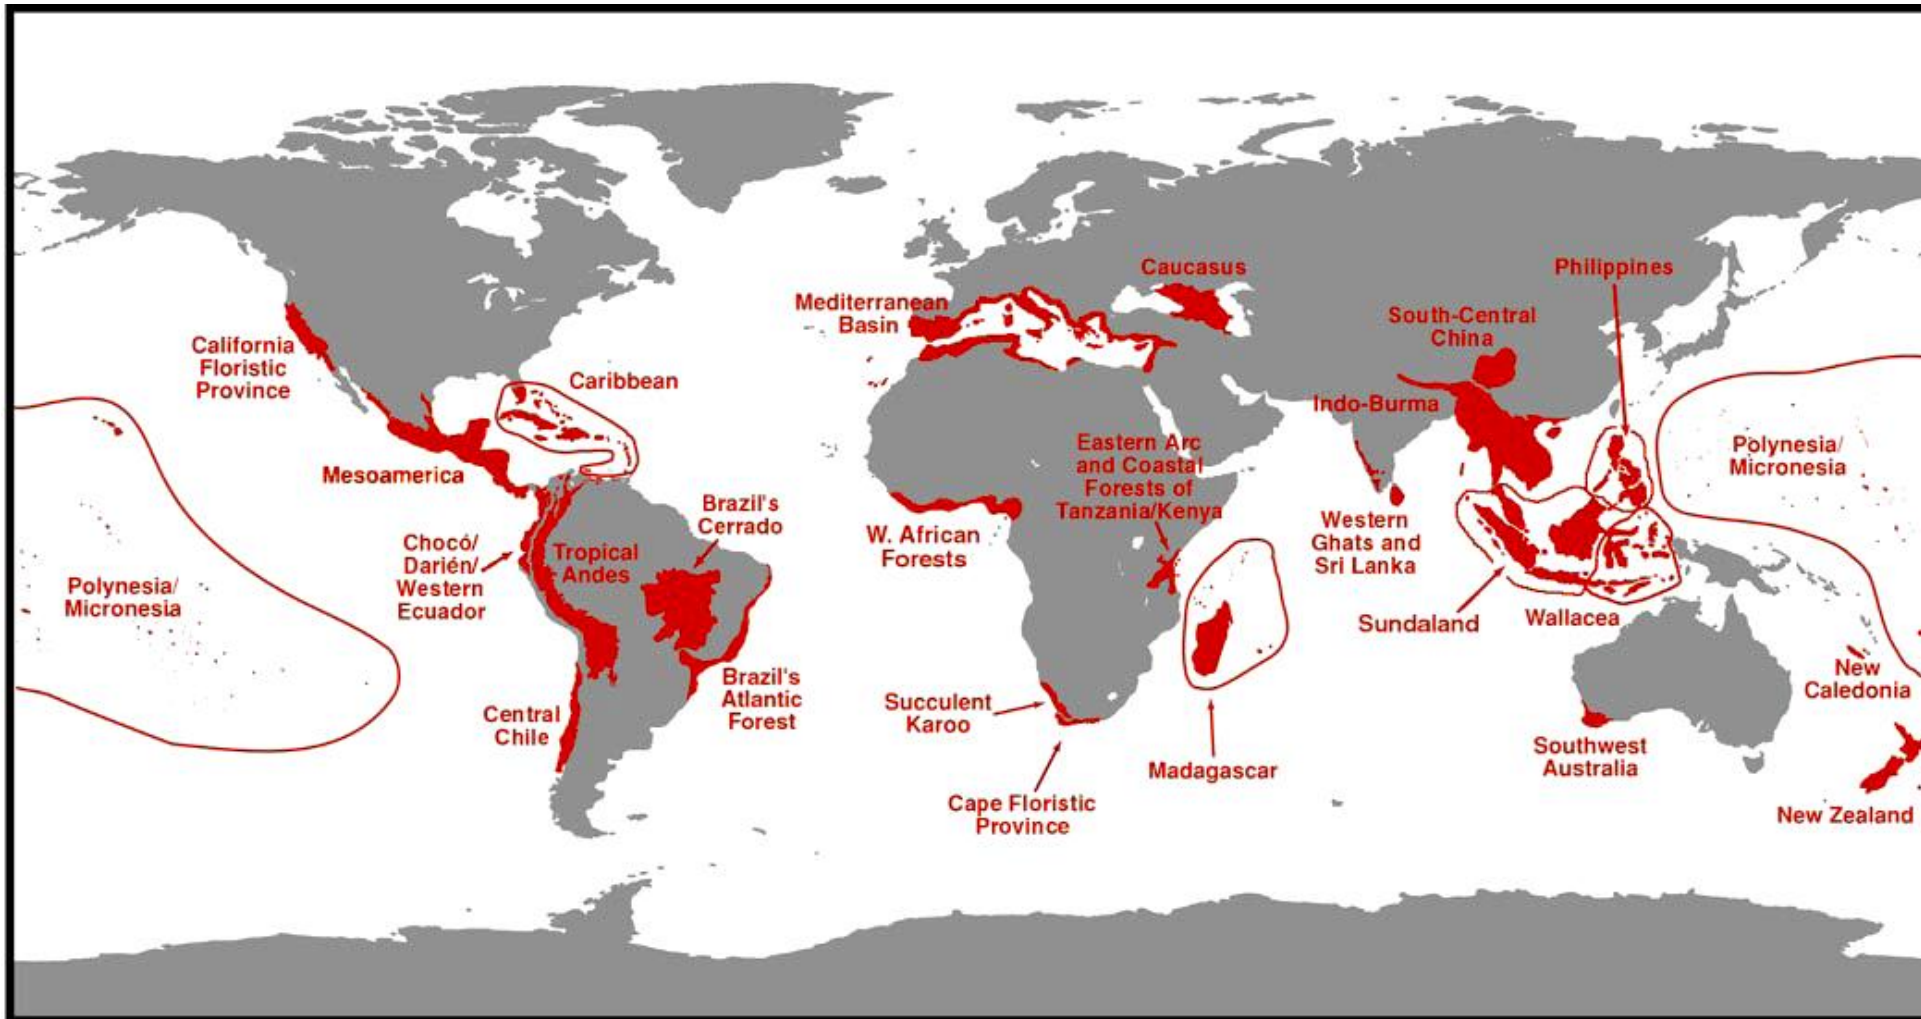 Caucasus
Philippines
Mediterranean
Basin
South-Central
China
California
Floristic
Province
Caribbean
Indo-Burma
Eastern Arc
and Coastal
Forests of
Tanzania/Kenya
Polynesia/
Micronesia
Mesoamerica
Brazil's
Cerrado
W. African
Forests
Western
Ghats and
Sri Lanka
Chocó/
Darién/
Western
Ecuador
Tropical
Andes
Polynesia/
Micronesia
Sundaland
Wallacea
New
Caledonia
Brazil's
Atlantic
Forest
Central
Chile
Succulent
Karoo
Madagascar
Southwest
Australia
Cape Floristic
Province
New Zealand